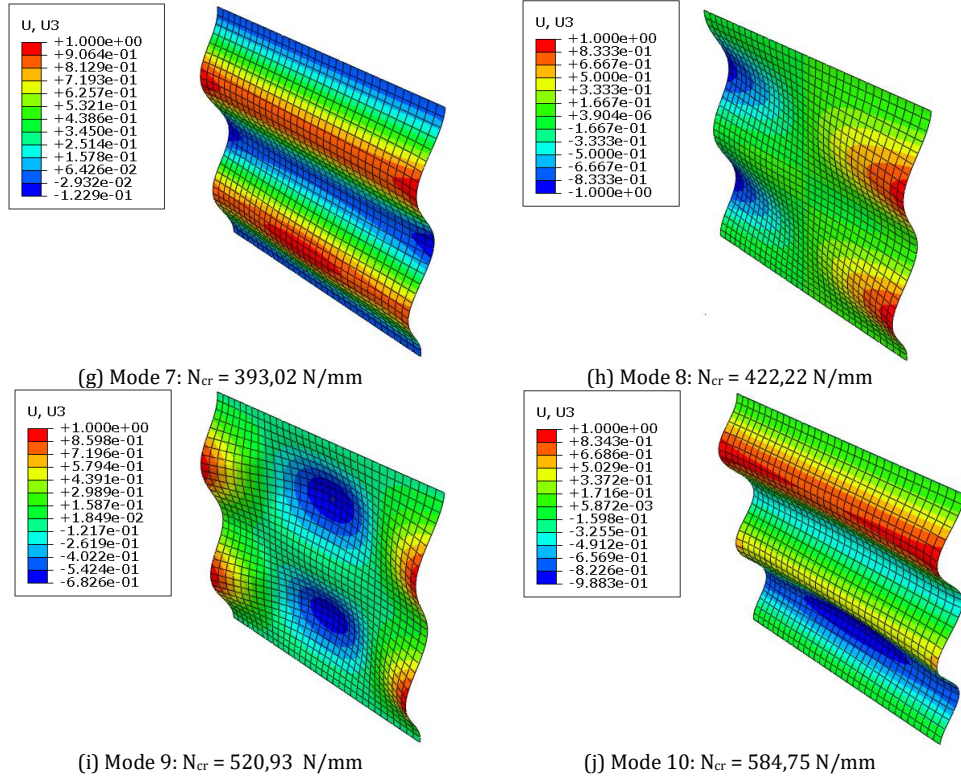 U, U3
+1.000e+00
+9.064e-01
+8.129e-01
+7.193e-01
+6.257e-01
+5.321e-01
+4.386e-01
+3.450e-01
+2.514e-01
+1.578e-01
+6.426e-02
-2.932e-02
-1.229e-01
U, U3
+1.000e+00
+8.333e-01
+6.667e-01
+5.000e-01
+3.333e-01
+1.667e-01
+3.904e-06
-1.667e-01
-3.333e-01
-5.000e-01
-6.667e-01
-8.333e-01
-1.000e+00
(g) Mode 7: Ncr = 393,02 N/mm
(h) Mode 8: Ncr = 422,22 N/mm
U, U3
+1.000e+00
+8.598e-01
+7.196e-01
+5.794e-01
+4.391e-01
+2.989e-01
+1.587e-01
+1.849e-02
-1.217e-01
-2.619e-01
-4.022e-01
-5.424e-01
-6.826e-01
U, U3
+1.000e+00
+8.343e-01
+6.686e-01
+5.029e-01
+3.372e-01
+1.716e-01
+5.872e-03
-1.598e-01
-3.255e-01
-4.912e-01
-6.569e-01
-8.226e-01
-9.883e-01
(i) Mode 9: Ncr = 520,93 N/mm
(j) Mode 10: Ncr = 584,75 N/mm